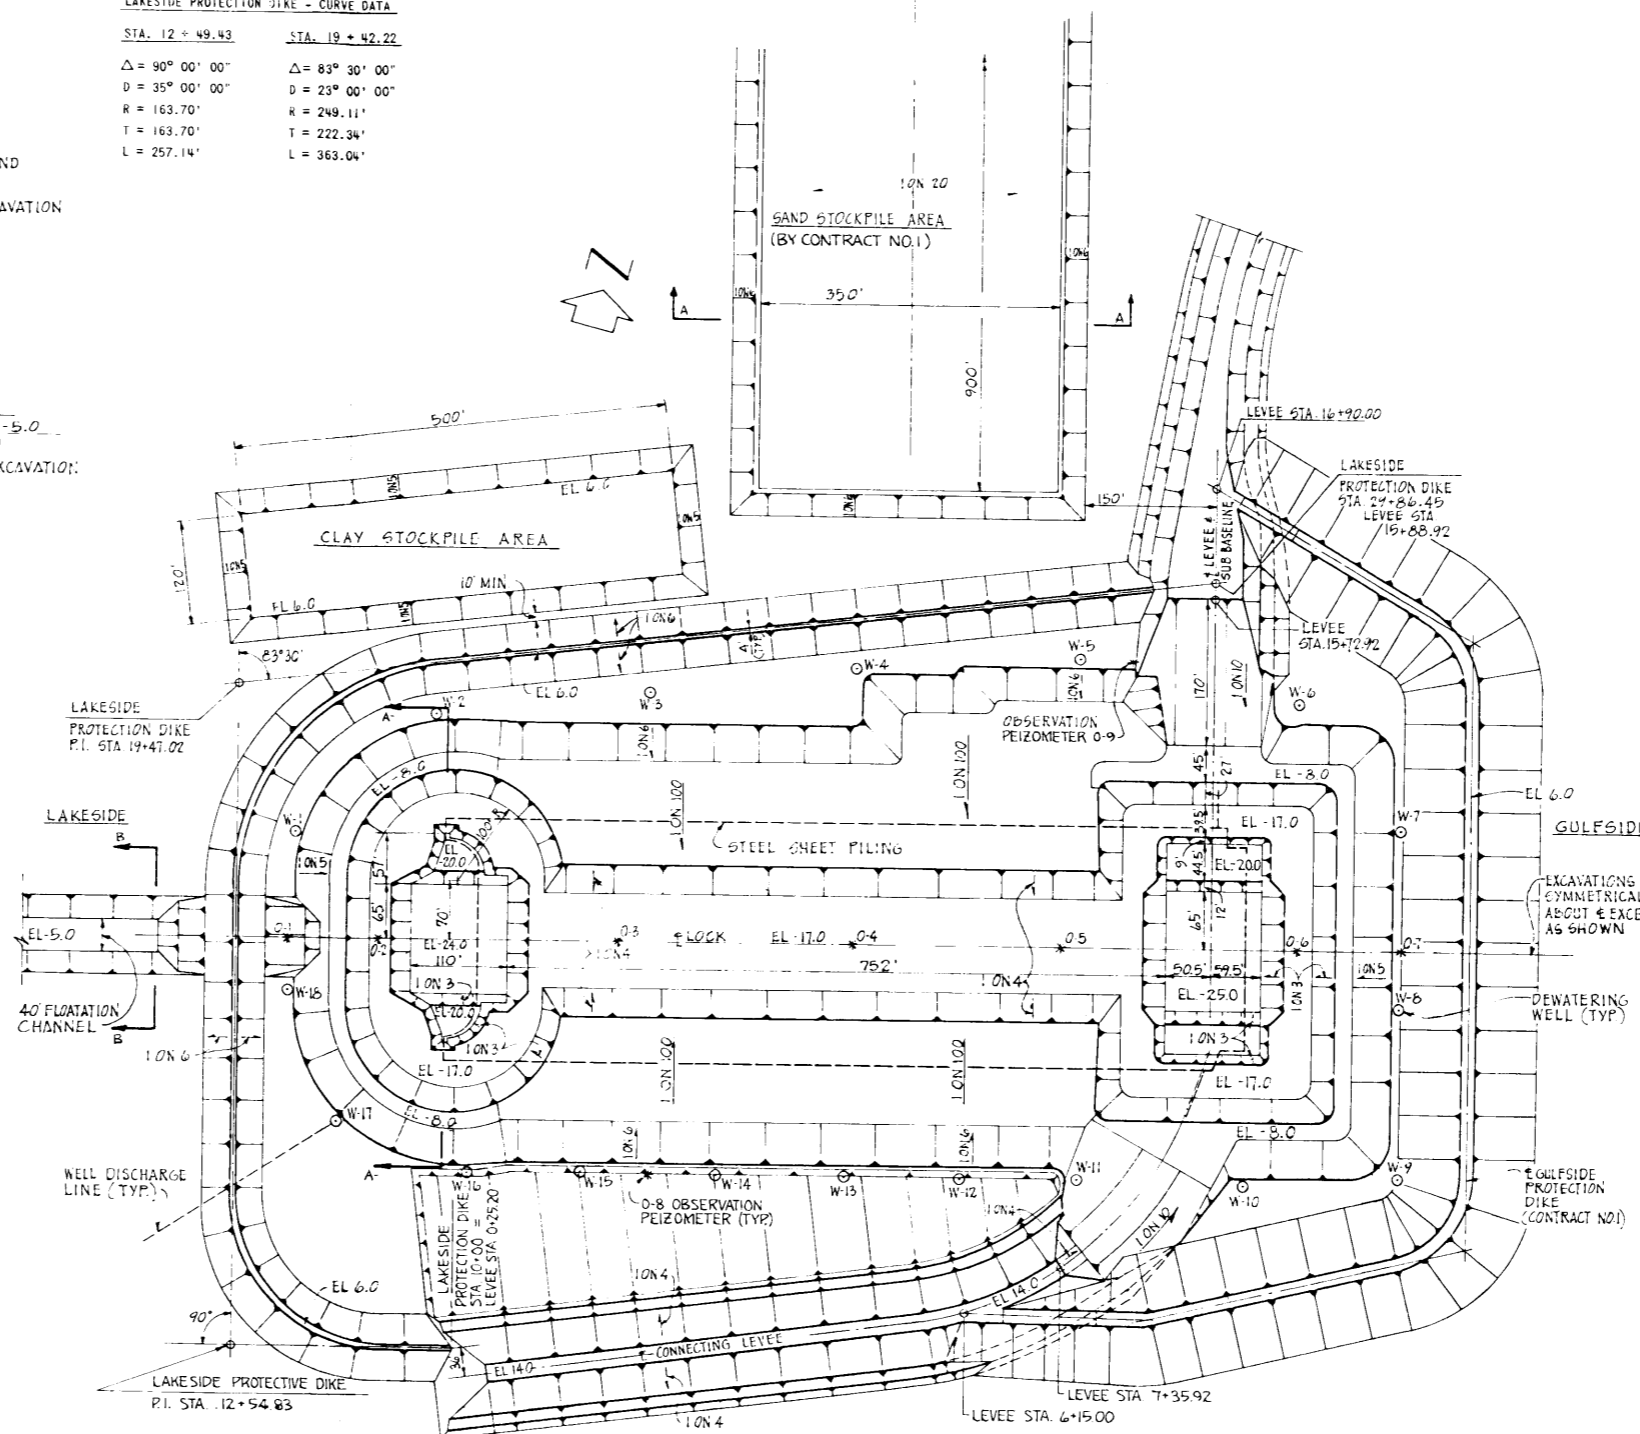 LAKESIDE PROTECTION DIKE - CURVE DATA
STA. 12 + 49.43
Δ = 90° 00' 00"
D = 35° 00' 00"
R = 163.70'
T = 163.70'
L = 257.14'
STA. 19 + 42.22
Δ = 83° 30' 00"
D = 23° 00' 00"
R = 249.11'
T = 222.34'
L = 363.04'
ND
AVATION
-5.0
XCAVATION
Z
1 ON 20
SAND STOCKPILE AREA
(BY CONTRACT NO.1)
1 ON 6
1 ON 6
350'
A
A
900'
1 ON 6
150'
500'
1 ON 5
EL 6.0
1 ON 5
CLAY STOCKPILE AREA
120'
1 ON 5
EL 6.0
1 ON 5
10' MIN
LEVEE STA. 16+90.00
LAKESIDE
PROTECTION DIKE
STA. 29+86.45
LEVEE STA
15+88.92
℄ LEVEE &
SUB BASELINE
LEVEE
STA.15+72.92
83°30'
1 ON 6
A
(TYP.)
EL 6.0
LAKESIDE
PROTECTION DIKE
P.I. STA 19+47.02
A-
W-2
W-3
W-4
W-5
W-6
1 ON 6
1 ON 6
170'
1 ON 10
OBSERVATION
PEIZOMETER O-9
EL -8.0
1 ON 100
1 ON 100
45'
27'
EL -8.0
EL 6.0
LAKESIDE
B
W-1
1 ON 5
100' R
EL
-20.0
57'
STEEL SHEET PILING
39.5'
EL -17.0
9'
44.5'
EL -20.0
W-7
GULFSIDE
EXCAVATIONS
SYMMETRICAL
ABOUT ℄ EXCE
AS SHOWN
EL-5.0
O-1
O-2
65'
70'
EL-24.0
110'
O-3
℄ LOCK
EL -17.0
O-4
O-5
65'
12'
O-6
O-7
1 ON 4
752'
50.5'
59.5'
EL.-25.0
1 ON 3
1 ON 5
1 ON 3
1 ON 4
EL-20.0
W-18
W-8
DEWATERING
WELL (TYP)
40' FLOATATION
CHANNEL
B
1 ON 6
1 ON 3
1 ON 3
EL -17.0
1 ON 100
1 ON 100
EL -17.0
W-17
EL -8.0
1 ON 6
1 ON 6
EL -8.0
A-
W-16
W-15
W-14
W-13
W-12
W-11
W-10
W-9
WELL DISCHARGE
LINE (TYP.)
O-8 OBSERVATION
PEIZOMETER (TYP.)
LAKESIDE
PROTECTION DIKE
STA 10+00 =
LEVEE STA 0+25.20
1 ON 4
1 ON 10
℄ GULFSIDE
PROTECTION
DIKE
(CONTRACT NO.1)
1 ON 4
EL 6.0
EL 14.0
90°
℄ CONNECTING LEVEE
36'
EL 14.0
LAKESIDE PROTECTIVE DIKE
P.I. STA. 12+54.83
1 ON 4
LEVEE STA 7+35.92
LEVEE STA. 6+15.00